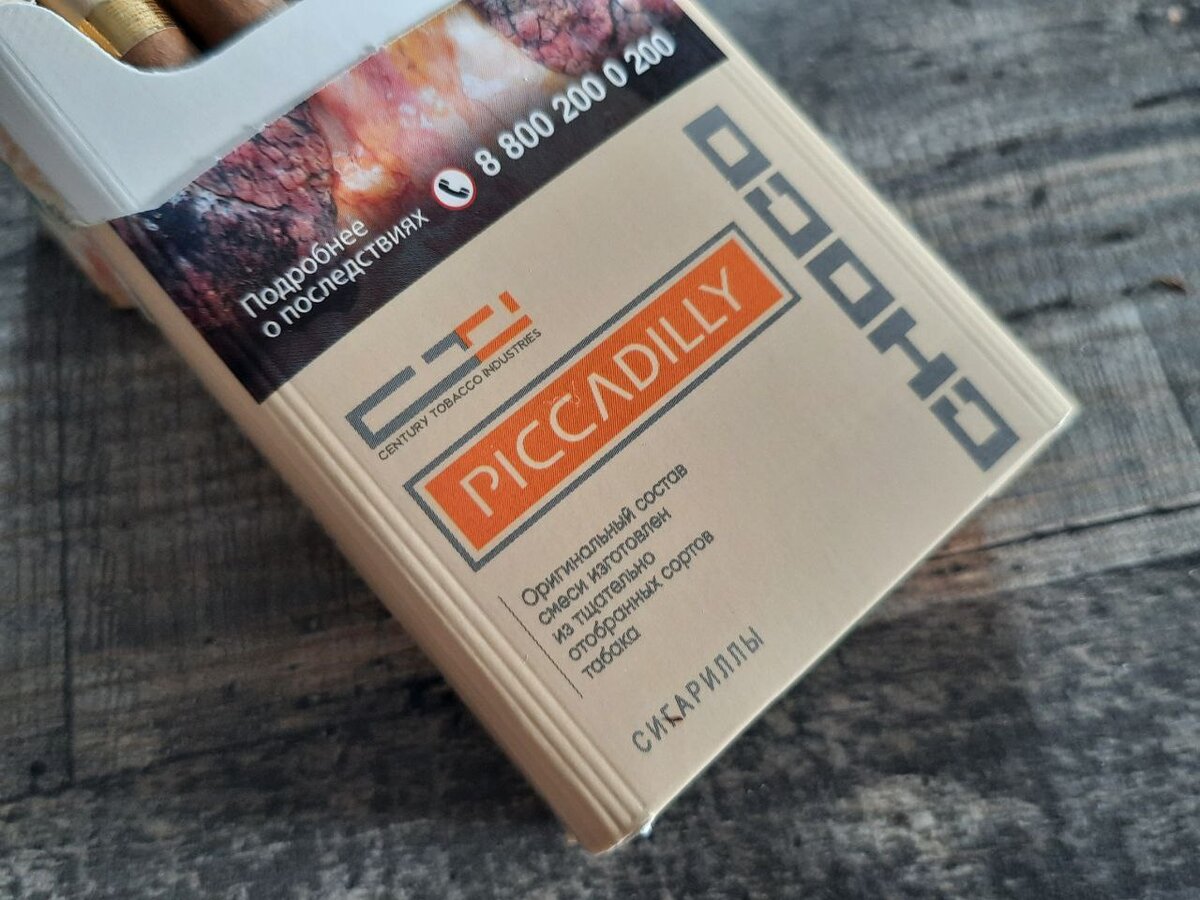 Подробнее
о последствиях
8 800 200 0 200
CTI
CENTURY TOBACCO INDUSTRIES
PICCADILLY
Оригинальный состав
смеси изготовлен
из тщательно
отобранных сортов
табака
СИГАРИЛЛЫ